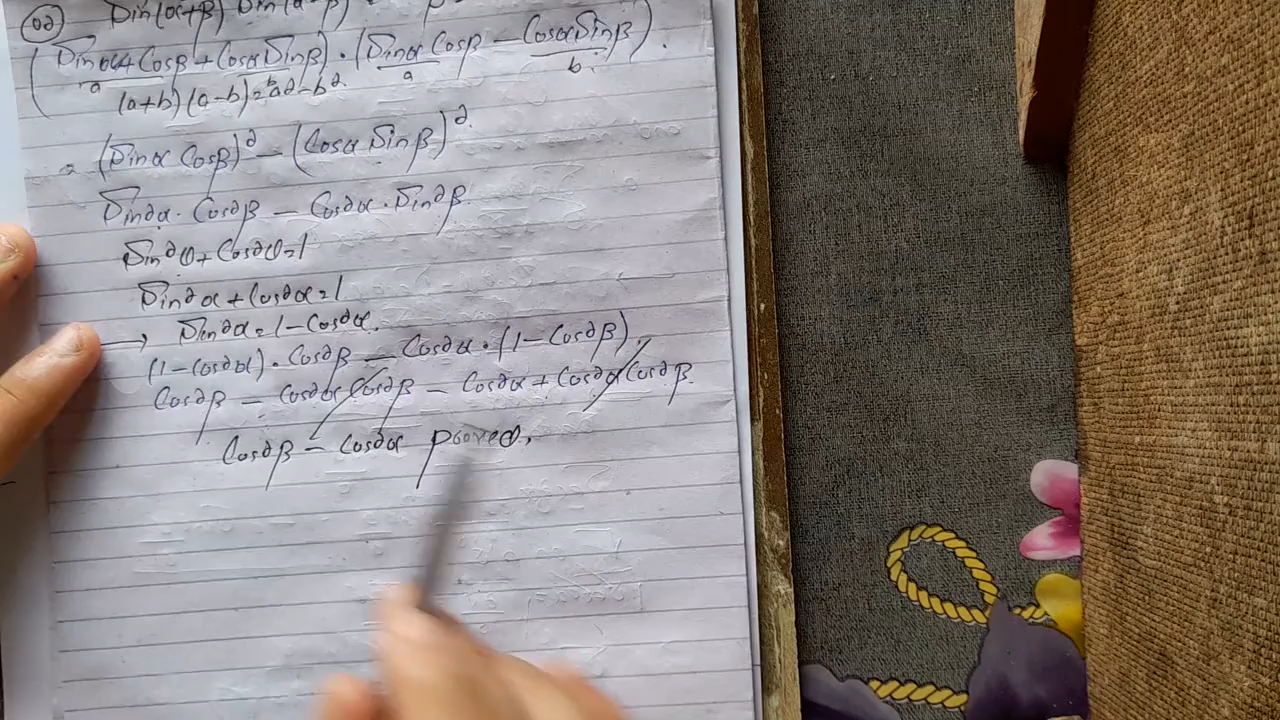 02 Sin(α+β) Sin(α-β)
(Sinα Cosβ + Cosα Sinβ) · (Sinα Cosβ - Cosα Sinβ).
a b a b
(a+b)(a-b) = a² - b²
= (Sinα Cosβ)² - (Cosα Sinβ)²
Sin²α · Cos²β - Cos²α · Sin²β
Sin²θ + Cos²θ = 1
Sin²α + Cos²α = 1
→ Sin²α = 1 - Cos²α.
(1 - Cos²α) · Cos²β - Cos²α · (1 - Cos²β).
Cos²β - Cos²α Cos²β - Cos²α + Cos²α Cos²β.
Cos²β - Cos²α proved.